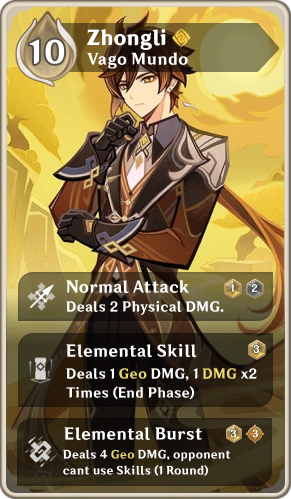 10
Zhongli
Vago Mundo
Normal Attack 1 2
Deals 2 Physical DMG.
Elemental Skill 3
Deals 1 Geo DMG, 1 DMG x2
Times (End Phase)
Elemental Burst 3 3
Deals 4 Geo DMG, opponent
cant use Skills (1 Round)